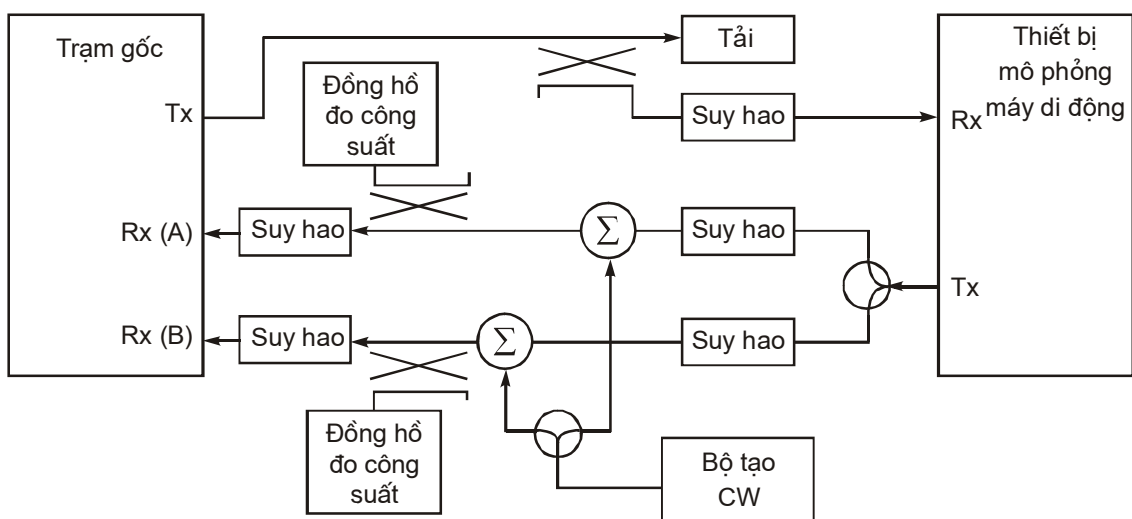 Trạm gốc
Tx
Rx (A)
Rx (B)
Đồng hồ
đo công
suất
Tải
Suy hao
Thiết bị
mô phỏng
máy di động
Rx
Tx
Suy hao
Σ
Suy hao
Suy hao
Σ
Suy hao
Đồng hồ
đo công
suất
Bộ tạo
CW